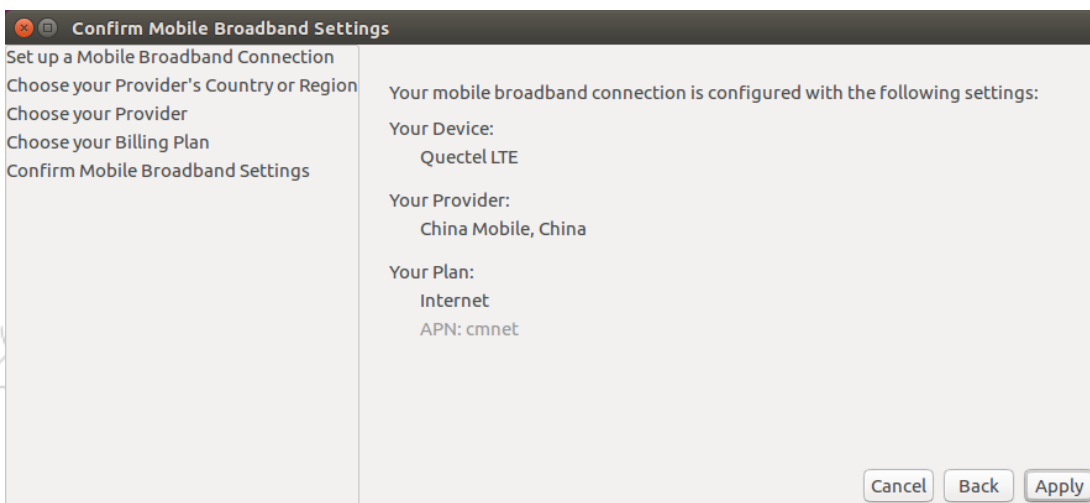 Confirm Mobile Broadband Settings
Set up a Mobile Broadband Connection
Choose your Provider's Country or Region
Choose your Provider
Choose your Billing Plan
Confirm Mobile Broadband Settings
Your mobile broadband connection is configured with the following settings:
Your Device:
Quectel LTE
Your Provider:
China Mobile, China
Your Plan:
Internet
APN: cmnet
Cancel Back Apply